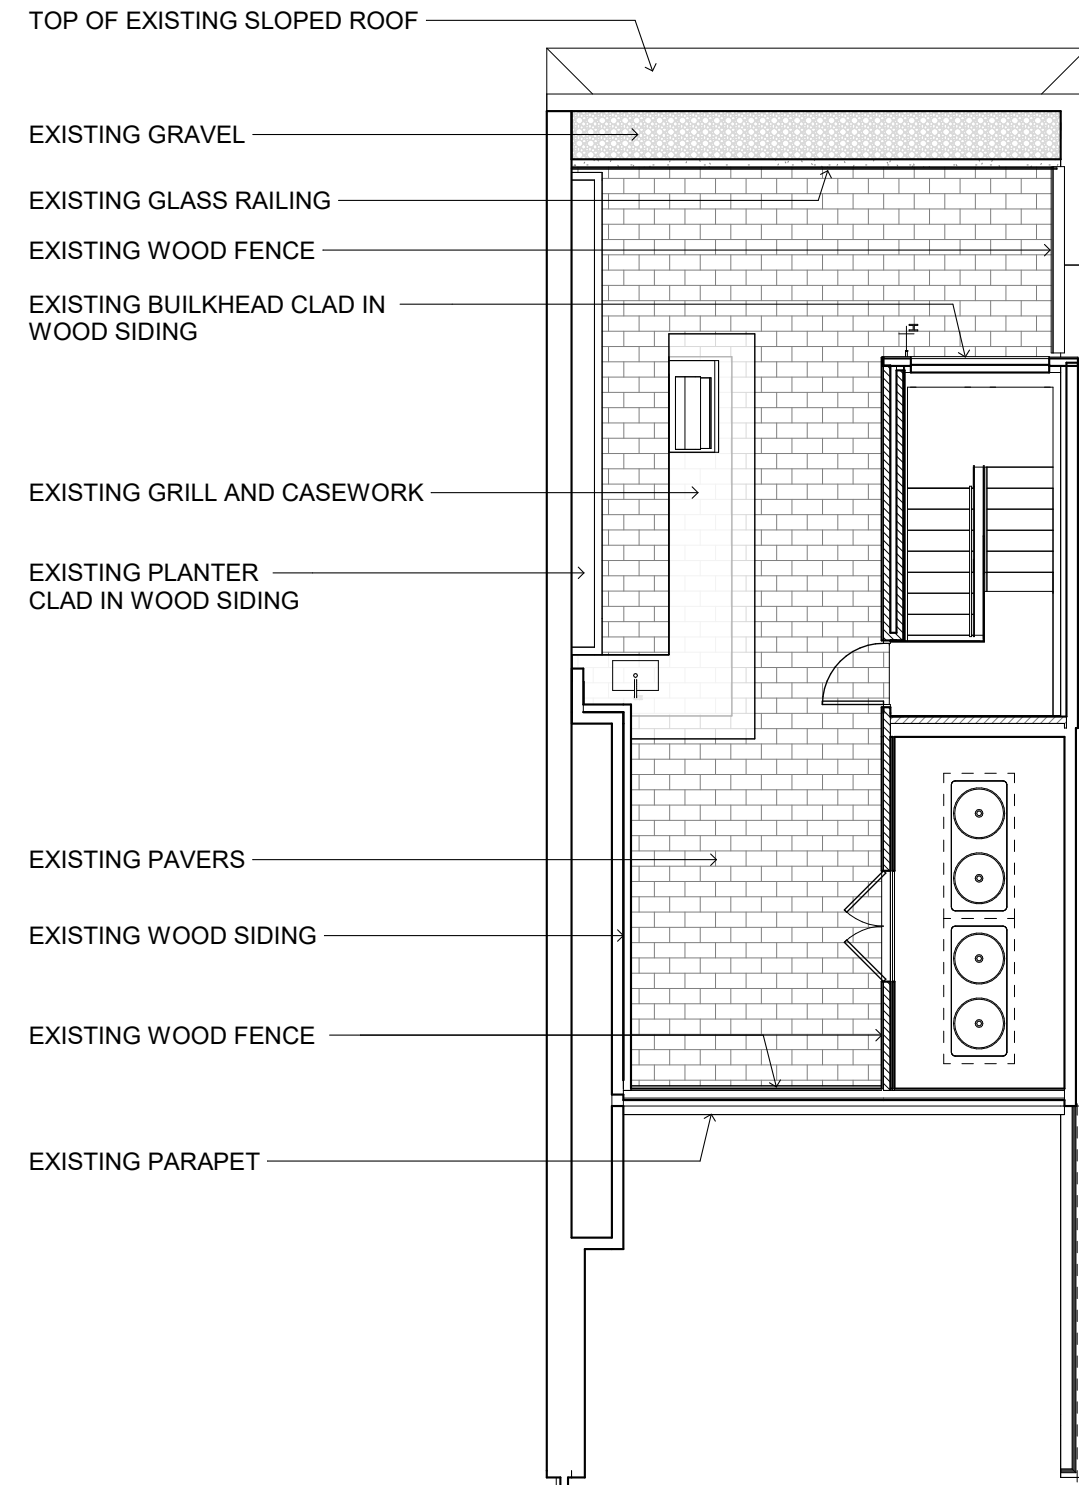 TOP OF EXISTING SLOPED ROOF
EXISTING GRAVEL
EXISTING GLASS RAILING
EXISTING WOOD FENCE
EXISTING BUILKHEAD CLAD IN
WOOD SIDING
H
EXISTING GRILL AND CASEWORK
EXISTING PLANTER
CLAD IN WOOD SIDING
EXISTING PAVERS
EXISTING WOOD SIDING
EXISTING WOOD FENCE
EXISTING PARAPET